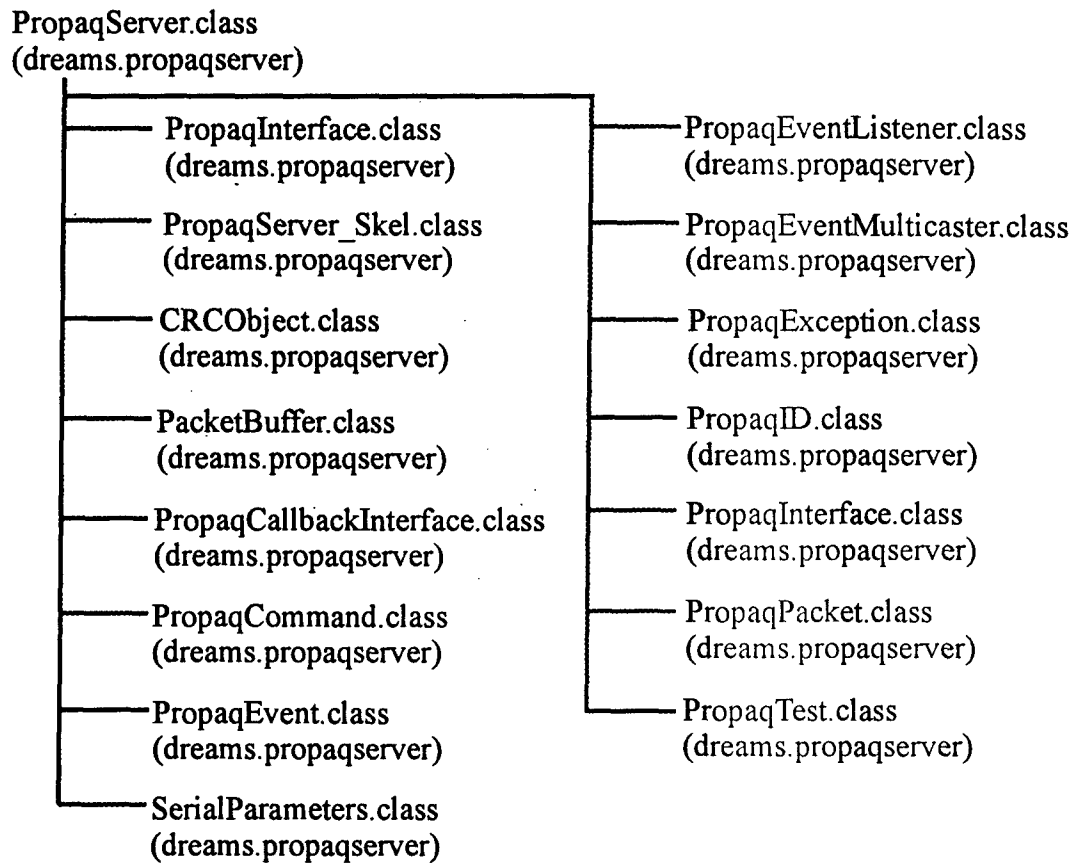 PropaqServer.class
(dreams.propaqserver)
PropaqInterface.class
(dreams.propaqserver)
PropaqServer_Skel.class
(dreams.propaqserver)
CRCObject.class
(dreams.propaqserver)
PacketBuffer.class
(dreams.propaqserver)
PropaqCallbackInterface.class
(dreams.propaqserver)
PropaqCommand.class
(dreams.propaqserver)
PropaqEvent.class
(dreams.propaqserver)
SerialParameters.class
(dreams.propaqserver)
PropaqEventListener.class
(dreams.propaqserver)
PropaqEventMulticaster.class
(dreams.propaqserver)
PropaqException.class
(dreams.propaqserver)
PropaqID.class
(dreams.propaqserver)
PropaqInterface.class
(dreams.propaqserver)
PropaqPacket.class
(dreams.propaqserver)
PropaqTest.class
(dreams.propaqserver)